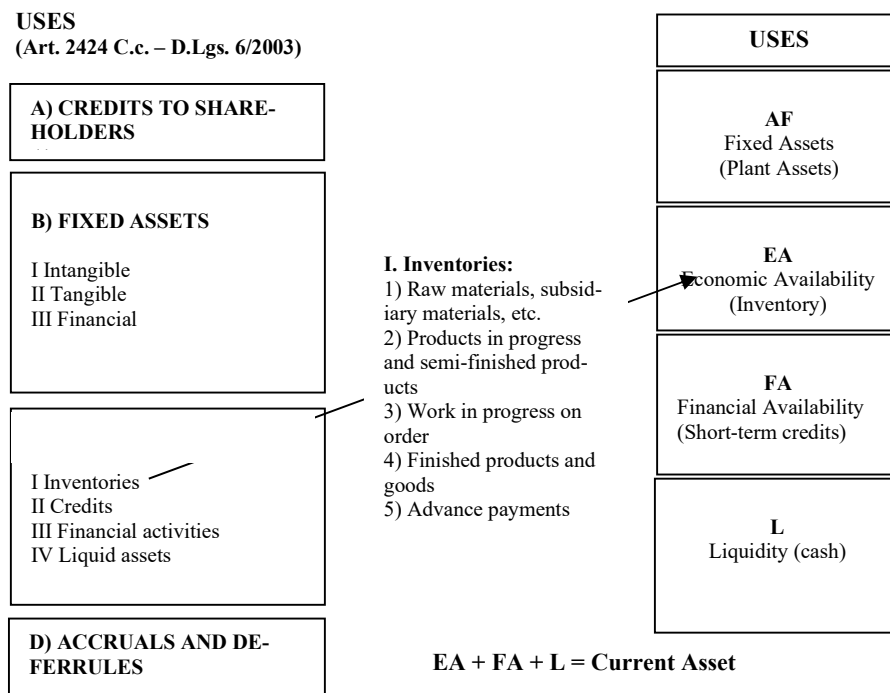 USES
(Art. 2424 C.c. – D.Lgs. 6/2003)
A) CREDITS TO SHARE-
HOLDERS
B) FIXED ASSETS
I Intangible
II Tangible
III Financial
I Inventories
II Credits
III Financial activities
IV Liquid assets
D) ACCRUALS AND DE-
FERRULES
I. Inventories:
1) Raw materials, subsid-
iary materials, etc.
2) Products in progress
and semi-finished prod-
ucts
3) Work in progress on
order
4) Finished products and
goods
5) Advance payments
USES
AF
Fixed Assets
(Plant Assets)
EA
Economic Availability
(Inventory)
FA
Financial Availability
(Short-term credits)
L
Liquidity (cash)
EA + FA + L = Current Asset